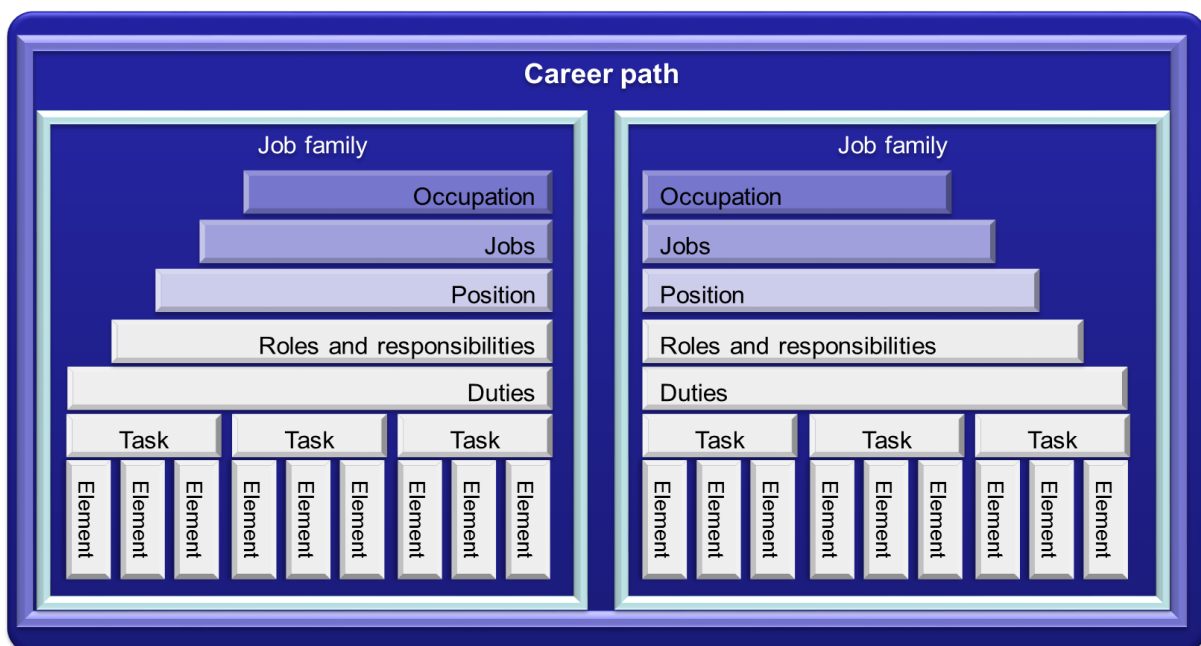 Career path
Job family
Occupation
Jobs
Position
Roles and responsibilities
Duties
Task Task Task
Element Element Element Element Element Element Element Element Element
Job family
Occupation
Jobs
Position
Roles and responsibilities
Duties
Task Task Task
Element Element Element Element Element Element Element Element Element